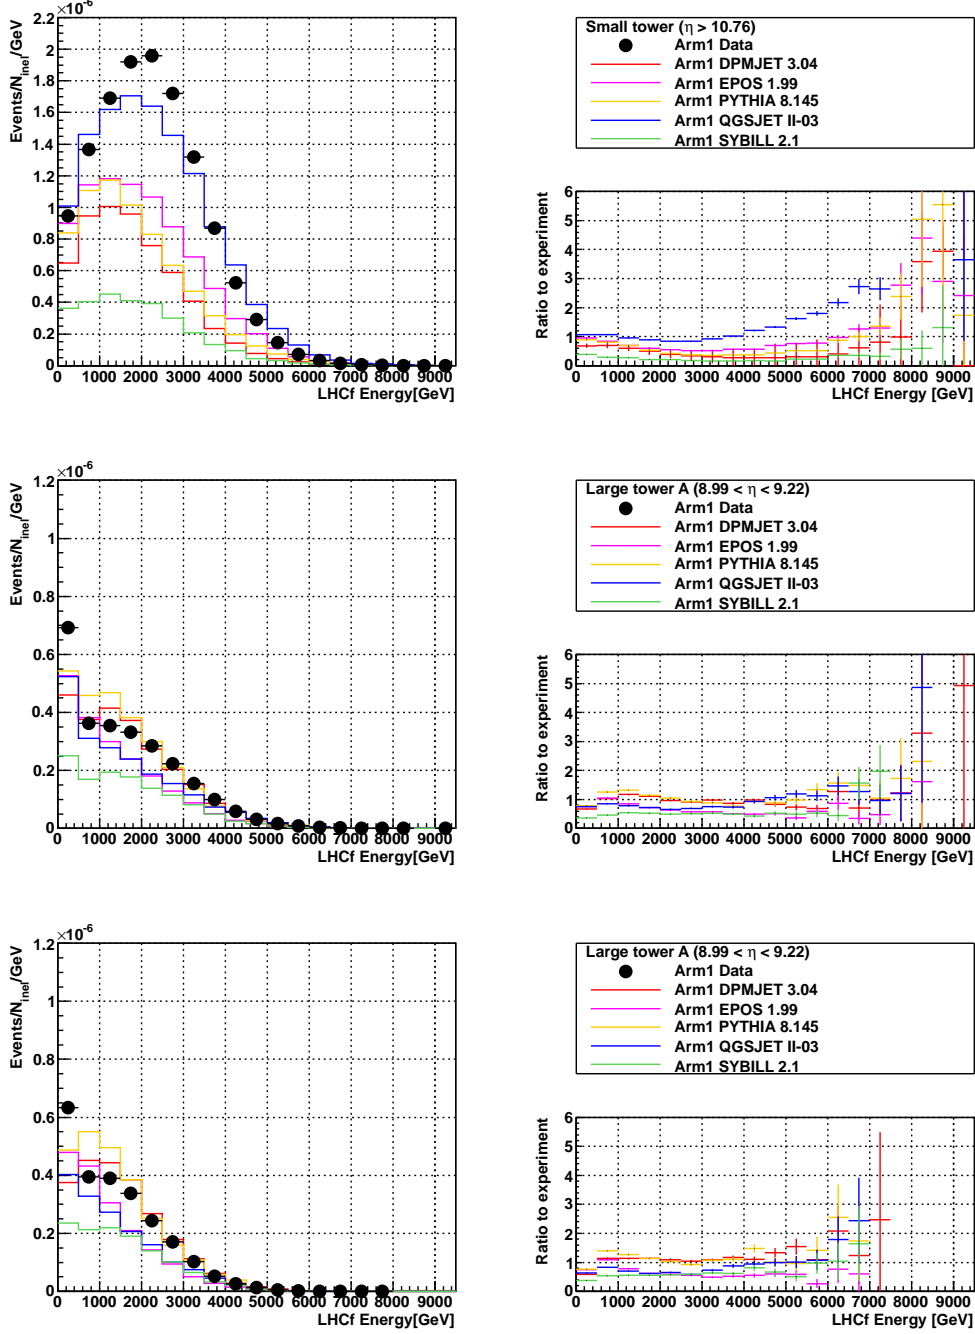 ×10⁻⁶
Events/N_inel/GeV
2.2
2
1.8
1.6
1.4
1.2
1
0.8
0.6
0.4
0.2
0
0 1000 2000 3000 4000 5000 6000 7000 8000 9000
LHCf Energy[GeV]
Small tower (η > 10.76)
Arm1 Data
Arm1 DPMJET 3.04
Arm1 EPOS 1.99
Arm1 PYTHIA 8.145
Arm1 QGSJET II-03
Arm1 SYBILL 2.1
Ratio to experiment
6
5
4
3
2
1
0
0 1000 2000 3000 4000 5000 6000 7000 8000 9000
LHCf Energy [GeV]
×10⁻⁶
Events/N_inel/GeV
1.2
1
0.8
0.6
0.4
0.2
0
0 1000 2000 3000 4000 5000 6000 7000 8000 9000
LHCf Energy[GeV]
Large tower A (8.99 < η < 9.22)
Arm1 Data
Arm1 DPMJET 3.04
Arm1 EPOS 1.99
Arm1 PYTHIA 8.145
Arm1 QGSJET II-03
Arm1 SYBILL 2.1
Ratio to experiment
6
5
4
3
2
1
0
0 1000 2000 3000 4000 5000 6000 7000 8000 9000
LHCf Energy [GeV]
×10⁻⁶
Events/N_inel/GeV
1.2
1
0.8
0.6
0.4
0.2
0
0 1000 2000 3000 4000 5000 6000 7000 8000 9000
LHCf Energy[GeV]
Large tower A (8.99 < η < 9.22)
Arm1 Data
Arm1 DPMJET 3.04
Arm1 EPOS 1.99
Arm1 PYTHIA 8.145
Arm1 QGSJET II-03
Arm1 SYBILL 2.1
Ratio to experiment
6
5
4
3
2
1
0
0 1000 2000 3000 4000 5000 6000 7000 8000 9000
LHCf Energy [GeV]